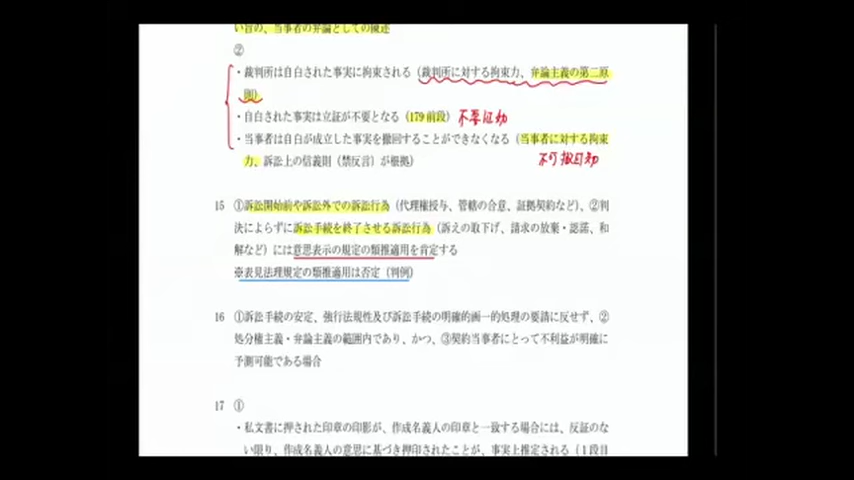 い旨の、当事者の弁論としての陳述
②
・裁判所は自白された事実に拘束される（裁判所に対する拘束力、弁論主義の第二原
則）
・自白された事実は立証が不要となる（179前段） 不要証効
・当事者は自白が成立した事実を撤回することができなくなる（当事者に対する拘束
力、訴訟上の信義則（禁反言）が根拠） 不可撤回効
15 ①訴訟開始前や訴訟外での訴訟行為（代理権授与、管轄の合意、証拠契約など）、②判
決によらずに訴訟手続を終了させる訴訟行為（訴えの取下げ、請求の放棄・認諾、和
解など）には意思表示の規定の類推適用を肯定する
※表見法理規定の類推適用は否定（判例）
16 ①訴訟手続の安定、強行法規性及び訴訟手続の明確画一的処理の要請に反せず、②
処分権主義・弁論主義の範囲内であり、かつ、③契約当事者にとって不利益が明確に
予測可能である場合
17 ①
・私文書に押された印章の印影が、作成名義人の印章と一致する場合には、反証のな
い限り、作成名義人の意思に基づき押印されたことが、事実上推定される（1段目